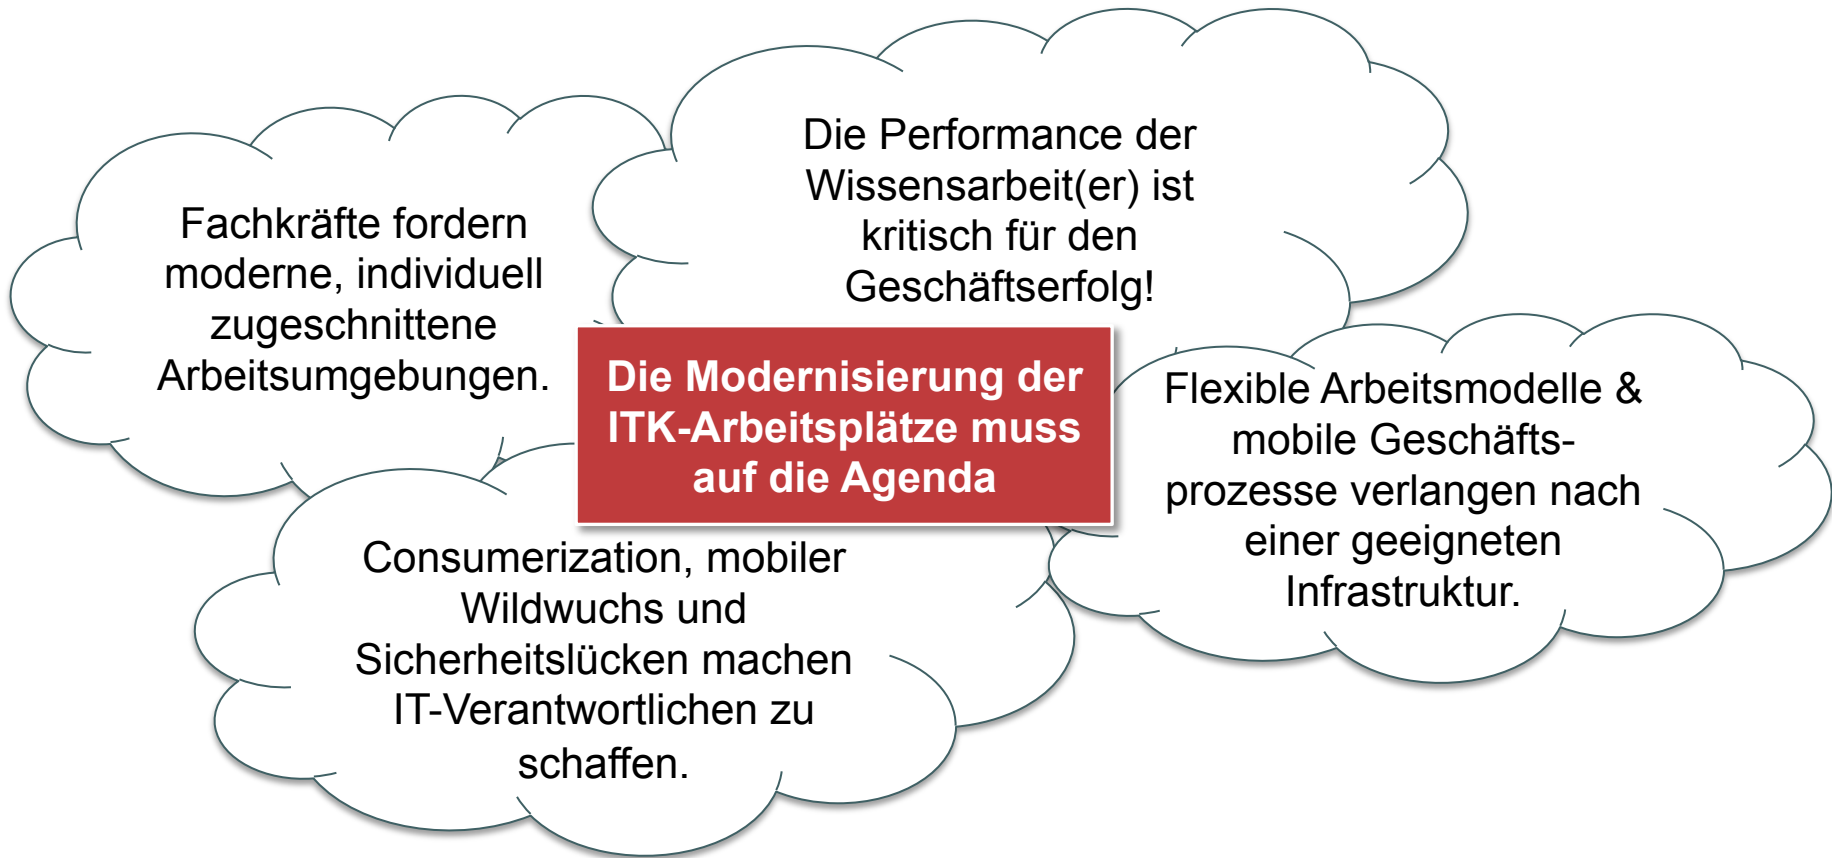 Fachkräfte fordern
moderne, individuell
zugeschnittene
Arbeitsumgebungen.
Die Performance der
Wissensarbeit(er) ist
kritisch für den
Geschäftserfolg!
Die Modernisierung der
ITK-Arbeitsplätze muss
auf die Agenda
Flexible Arbeitsmodelle &
mobile Geschäfts-
prozesse verlangen nach
einer geeigneten
Infrastruktur.
Consumerization, mobiler
Wildwuchs und
Sicherheitslücken machen
IT-Verantwortlichen zu
schaffen.